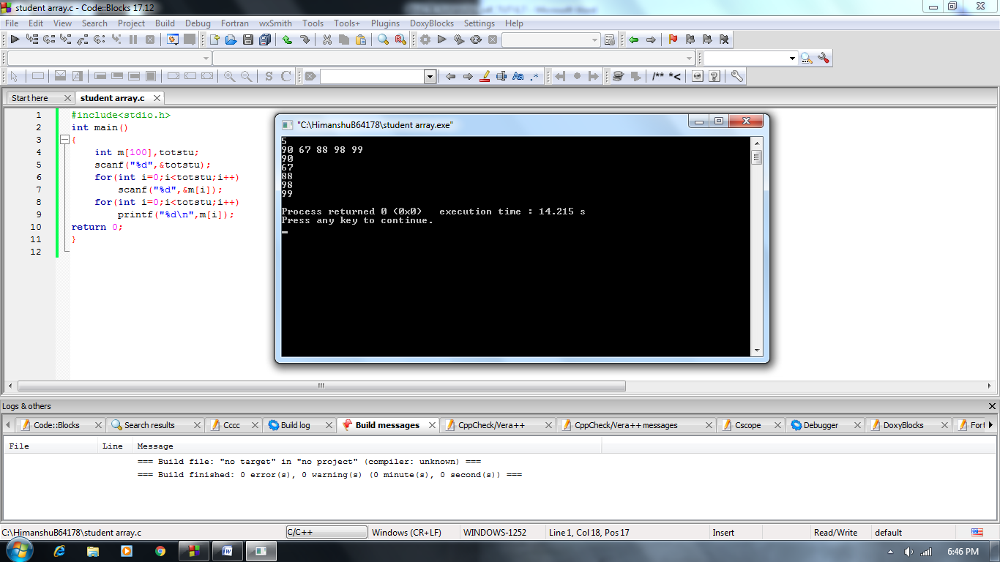 student array.c - Code::Blocks 17.12
File Edit View Search Project Build Debug Fortran wxSmith Tools Tools+ Plugins DoxyBlocks Settings Help
S C Aa .* /** *<
Start here student array.c
1 #include<stdio.h>
2 int main()
3 {
4 int m[100],totstu;
5 scanf("%d",&totstu);
6 for(int i=0;i<totstu;i++)
7 scanf("%d",&m[i]);
8 for(int i=0;i<totstu;i++)
9 printf("%d\n",m[i]);
10 return 0;
11 }
12
"C:\HimanshuB64178\student array.exe"
5
90 67 88 98 99
90
67
88
98
99
Process returned 0 (0x0) execution time : 14.215 s
Press any key to continue.
Logs & others
Code::Blocks Search results Cccc Build log Build messages CppCheck/Vera++ CppCheck/Vera++ messages Cscope Debugger DoxyBlocks Fort
File Line Message
=== Build file: "no target" in "no project" (compiler: unknown) ===
=== Build finished: 0 error(s), 0 warning(s) (0 minute(s), 0 second(s)) ===
C:\HimanshuB64178\student array.c C/C++ Windows (CR+LF) WINDOWS-1252 Line 1, Col 18, Pos 17 Insert Read/Write default
6:46 PM